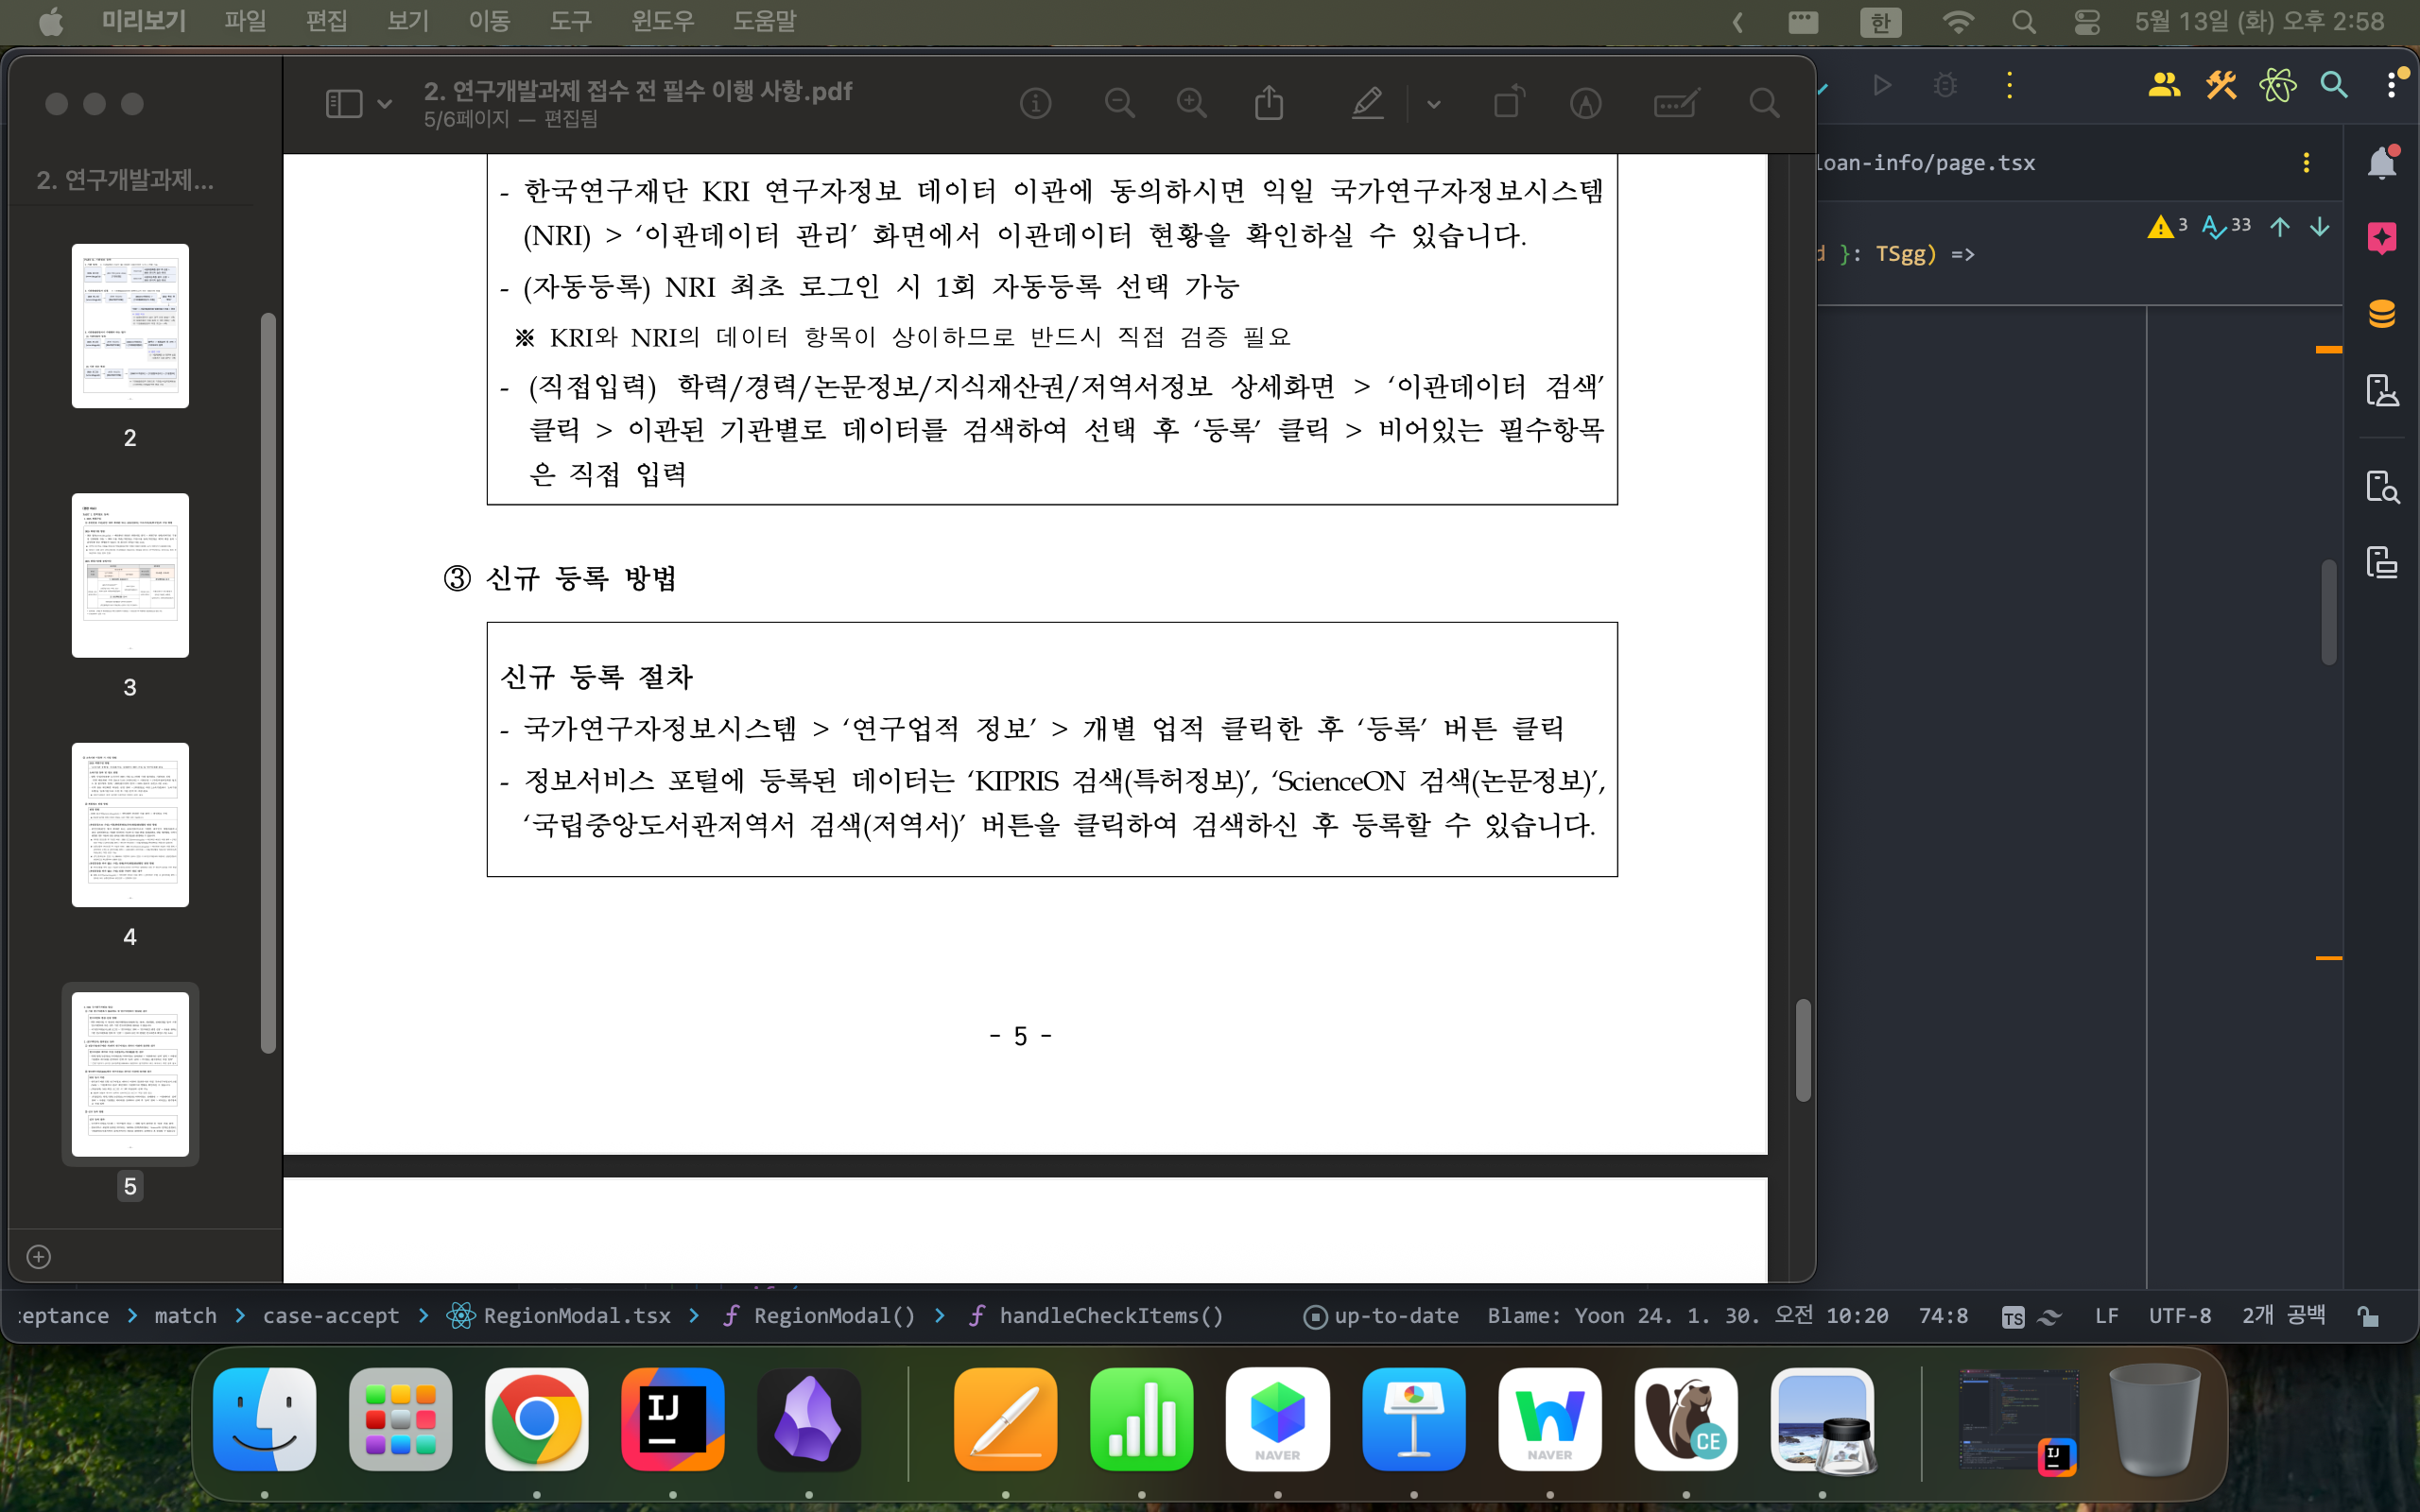 미리보기 파일 편집 보기 이동 도구 윈도우 도움말 한 5월 13일 (화) 오후 2:58
2. 연구개발과제 접수 전 필수 이행 사항.pdf
5/6페이지 — 편집됨
2. 연구개발과제...
2
3
4
5
- 한국연구재단 KRI 연구자정보 데이터 이관에 동의하시면 익일 국가연구자정보시스템
(NRI) > ‘이관데이터 관리’ 화면에서 이관데이터 현황을 확인하실 수 있습니다.
- (자동등록) NRI 최초 로그인 시 1회 자동등록 선택 가능
※ KRI와 NRI의 데이터 항목이 상이하므로 반드시 직접 검증 필요
- (직접입력) 학력/경력/논문정보/지식재산권/저역서정보 상세화면 > ‘이관데이터 검색’
클릭 > 이관된 기관별로 데이터를 검색하여 선택 후 ‘등록’ 클릭 > 비어있는 필수항목
은 직접 입력
③ 신규 등록 방법
신규 등록 절차
- 국가연구자정보시스템 > ‘연구업적 정보’ > 개별 업적 클릭한 후 ‘등록’ 버튼 클릭
- 정보서비스 포털에 등록된 데이터는 ‘KIPRIS 검색(특허정보)’, ‘ScienceON 검색(논문정보)’,
‘국립중앙도서관저역서 검색(저역서)’ 버튼을 클릭하여 검색하신 후 등록할 수 있습니다.
- 5 -
loan-info/page.tsx
3 33
d }: TSgg) =>
eptance > match > case-accept > RegionModal.tsx > RegionModal() > handleCheckItems() up-to-date Blame: Yoon 24. 1. 30. 오전 10:20 74:8 TS LF UTF-8 2개 공백
IJ
NAVER
NAVER
CE
IJ